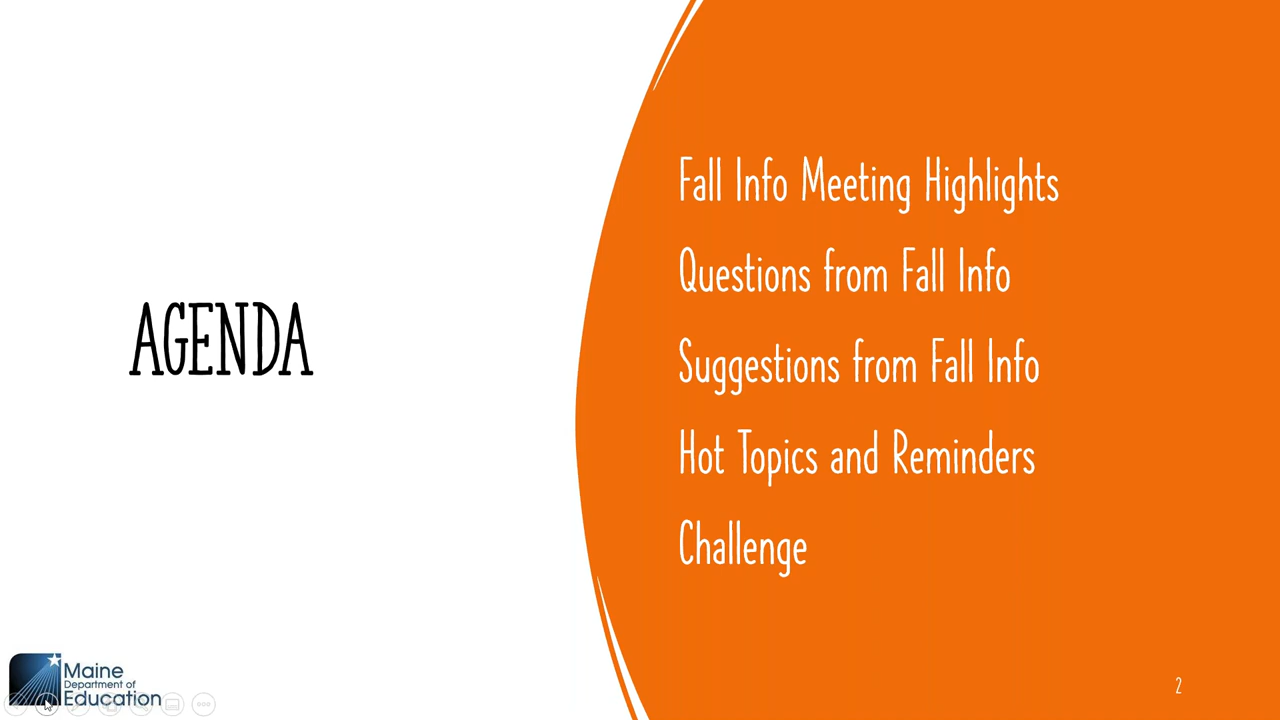 AGENDA
Fall Info Meeting Highlights
Questions from Fall Info
Suggestions from Fall Info
Hot Topics and Reminders
Challenge
Maine
Department of
Education
2